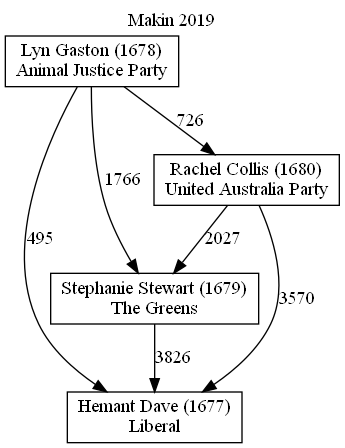 Makin 2019
Lyn Gaston (1678)
Animal Justice Party
726
Rachel Collis (1680)
United Australia Party
1766
495
2027
3570
Stephanie Stewart (1679)
The Greens
3826
Hemant Dave (1677)
Liberal